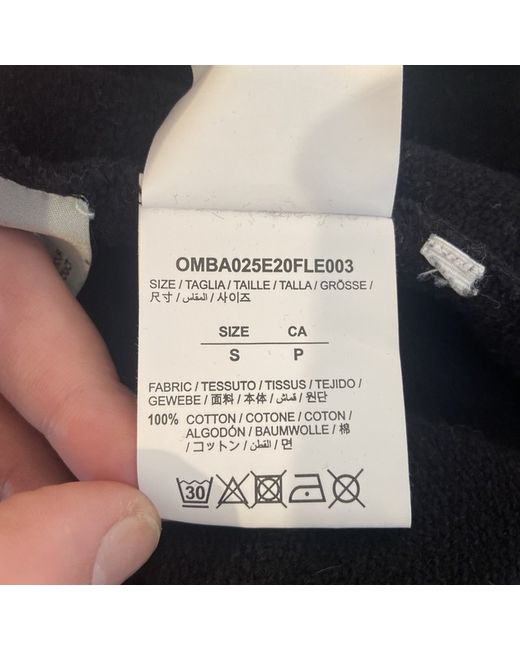 OMBA025E20FLE003
SIZE / TAGLIA / TAILLE / TALLA / GRÖSSE /
尺寸 / المقاس / 사이즈
SIZE CA
S P
FABRIC / TESSUTO / TISSUS / TEJIDO /
GEWEBE / 面料 / 本体 / قماش / 원단
100% COTTON / COTONE / COTON /
ALGODÓN / BAUMWOLLE / 棉
/ コットン / القطن / 면
30